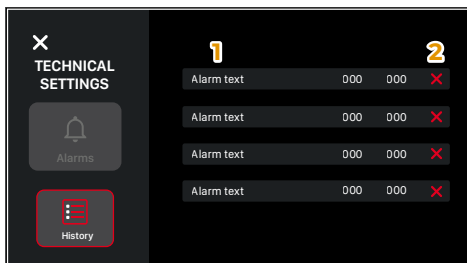 TECHNICAL
SETTINGS
Alarms
History
1
2
Alarm text 000 000
Alarm text 000 000
Alarm text 000 000
Alarm text 000 000